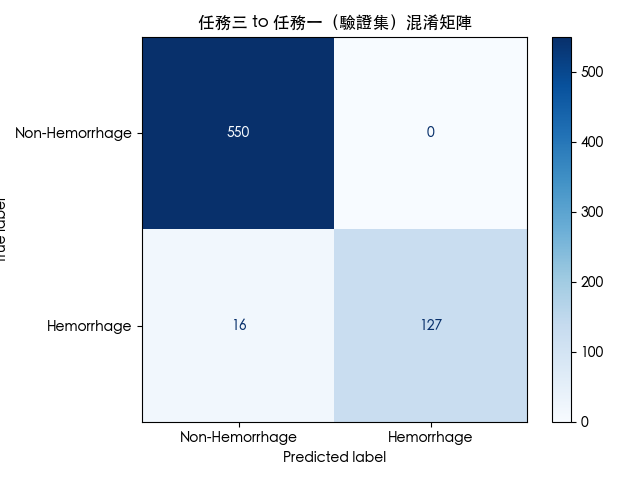 任務三 to 任務一（驗證集）混淆矩陣
Non-Hemorrhage
550
0
Hemorrhage
16
127
Non-Hemorrhage
Hemorrhage
Predicted label
label
500
400
300
200
100
0